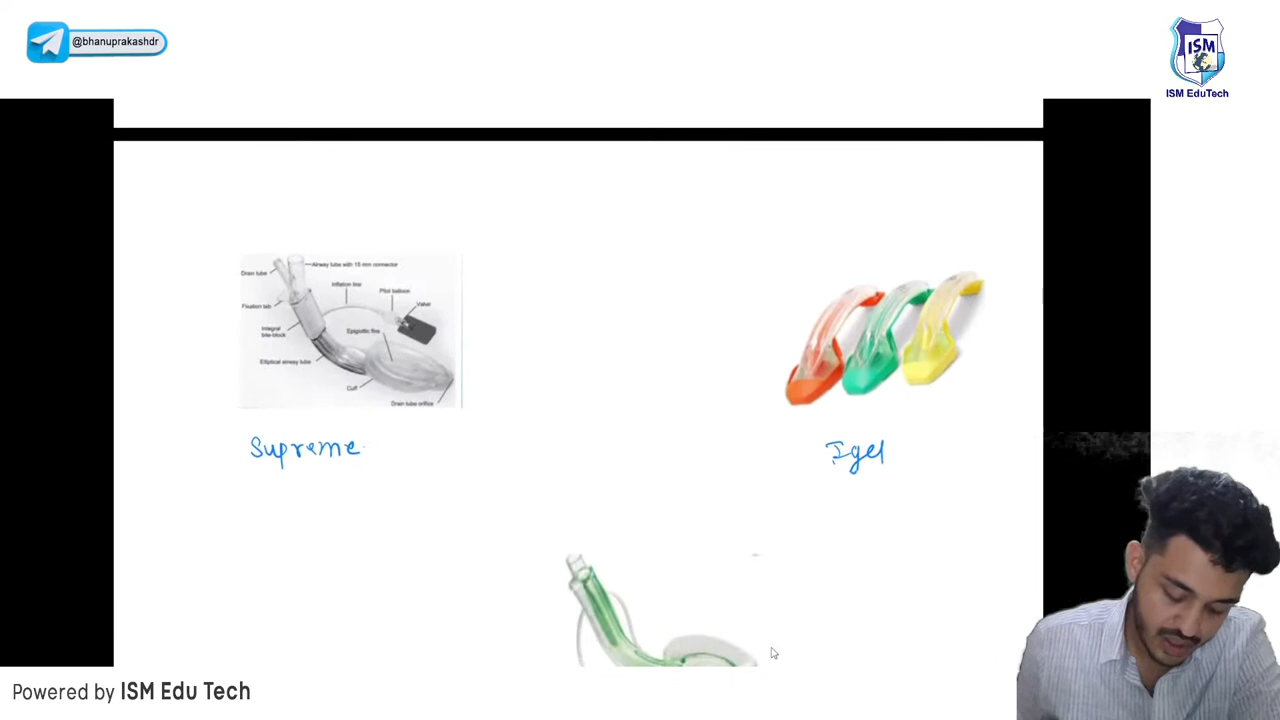 @bhanuprakashdr
ISM
ISM EduTech
Airway tube with 15 mm connector
Drain tube
Inflation line
Pilot balloon
Fixation tab
Valve
Integral
bite-block
Epiglottic fins
Elliptical airway tube
Cuff
Drain tube orifice
Supreme
Igel
Powered by ISM Edu Tech